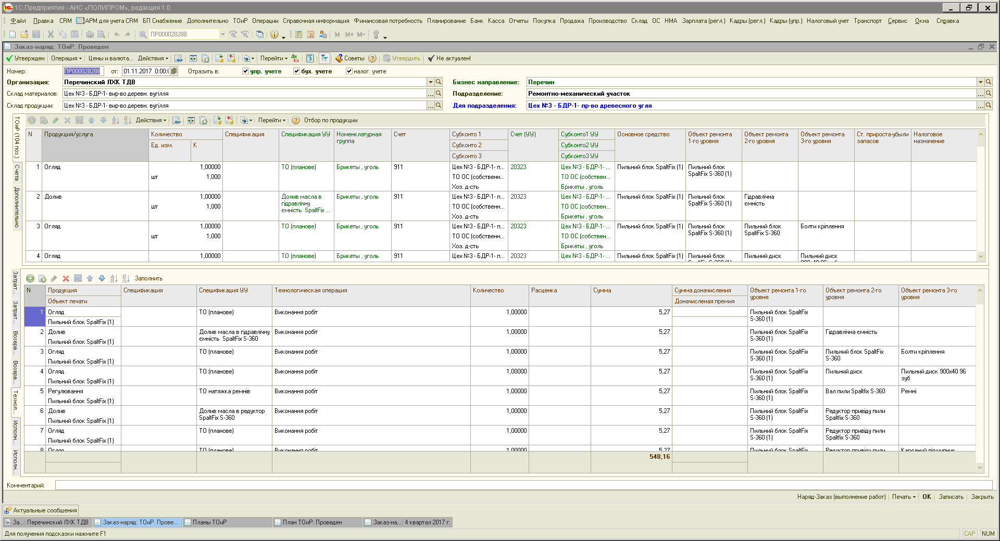 1С:Предприятие - АИС «ПОЛИПРОМ», редакция 1.0
Файл Правка CRM АРМ для учета CRM БП Снабжение Дополнительно ТОиР Операции Справочная информация Финансовая потребность Планирование Банк Касса Отчеты Покупка Продажа Производство Склад ОС НМА Зарплата (регл.) Кадры (регл.) Кадры (упр.) Налоговый учет Транспорт Сервис Окна Справка
ПР000028288 M M+ M-
Заказ-наряд: ТОиР. Проведен
Утвержден Операция Цены и валюта... Действия Перейти Дт Кт Советы Утвердить Не актуален!
Номер: ПР000028288 от: 01.11.2017 0:00:0 Отразить в: упр. учете бух. учете налог. учете
Организация: Перечинский ЛХК ТДВ Бизнес направление: Перечин
Склад материалов: Цех №3 - БДР-1- вир-во деревн. вугілля Подразделение: Ремонтно-механический участок
Склад продукции: Цех №3 - БДР-1- вир-во деревн. вугілля Для подразделения: Цех №3 - БДР-1- пр-во древесного угля
ТОиР (104 поз.)
Счета
Дополнительно
Действия Перейти Отбор по продукции
N Продукция/услуга Количество Спецификация Спецификация УУ Номенклатурная группа Счет Субконто 1 Счет (УУ) Субконто1 УУ Основное средство Объект ремонта 1-го уровня Объект ремонта 2-го уровня Объект ремонта 3-го уровня Ст. прироста-убыли запасов Налоговое назначение
Ед. изм. К Субконто 2 Субконто2 УУ
Субконто 3 Субконто3 УУ
1 Огляд 1,00000 ТО (планове) Брикеты , уголь 911 Цех №3 - БДР-1- п... 20323 Цех №3 - БДР-1- ... Пильний блок SpaltFix (1) Пильний блок SpaltFix S-360 (1)
шт 1,000 ТО ОС (собственн... ТО ОС (собственн...
Хоз. д-сть Брикеты , уголь
2 Долив 1,00000 Долив масла в гідравлічну ємність SpaltFix ... Брикеты , уголь 911 Цех №3 - БДР-1- п... 20323 Цех №3 - БДР-1- ... Пильний блок SpaltFix (1) Пильний блок SpaltFix S-360 (1) Гідравлічна ємність
шт 1,000 ТО ОС (собственн... ТО ОС (собственн...
Хоз. д-сть Брикеты , уголь
3 Огляд 1,00000 ТО (планове) Брикеты , уголь 911 Цех №3 - БДР-1- п... 20323 Цех №3 - БДР-1- ... Пильний блок SpaltFix (1) Пильний блок SpaltFix S-360 (1) Пильний блок SpaltFix S-360 Болти кріплення
шт 1,000 ТО ОС (собственн... ТО ОС (собственн...
Хоз. д-сть Брикеты , уголь
4 Огляд 1,00000 ТО (планове) Брикеты , уголь 911 Цех №3 - БДР-1- п... 20323 Цех №3 - БДР-1- ... Пильний блок SpaltFix (1) Пильний блок Пильний диск Пильний диск
Затрат...
Затрат...
Возвра...
Возвра...
Технол...
Исполн...
Исполн...
Заполнить
N Продукция Спецификация Спецификация УУ Технологическая операция Количество Расценка Сумма Сумма доначисления Объект ремонта 1-го уровня Объект ремонта 2-го уровня Объект ремонта 3-го уровня
Объект печати Доначисленая премия
1 Огляд ТО (планове) Виконання робіт 1,00000 5,27 Пильний блок SpaltFix S-360 (1)
Пильний блок SpaltFix (1)
2 Долив Долив масла в гідравлічну ємність SpaltFix S-360 Виконання робіт 1,00000 5,27 Пильний блок SpaltFix S-360 (1) Гідравлічна ємність
Пильний блок SpaltFix (1)
3 Огляд ТО (планове) Виконання робіт 1,00000 5,27 Пильний блок SpaltFix S-360 (1) Пильний блок SpaltFix S-360 Болти кріплення
Пильний блок SpaltFix (1)
4 Огляд ТО (планове) Виконання робіт 1,00000 5,27 Пильний блок SpaltFix S-360 (1) Пильний диск Пильний диск 900x40 96 зуб
Пильний блок SpaltFix (1)
5 Регулювання ТО натяжка ремнів Виконання робіт 1,00000 5,27 Пильний блок SpaltFix S-360 (1) Вал пили Spaltfix S-360 Ремні
Пильний блок SpaltFix (1)
6 Долив Долив масла в редуктор SpaltFix S-360 Виконання робіт 1,00000 5,27 Пильний блок SpaltFix S-360 (1) Редуктор привіду пили Spaltfix S-360
Пильний блок SpaltFix (1)
7 Огляд ТО (планове) Виконання робіт 1,00000 5,27 Пильний блок SpaltFix S-360 (1) Редуктор привіду пили Spaltfix S-360
Пильний блок SpaltFix (1)
8 Огляд ТО (планове) Виконання робіт 1,00000 5,27 Пильний блок SpaltFix Редуктор привіду пили
548,16
Комментарий:
Наряд-Заказ (выполнение работ) Печать OK Записать Закрыть
Актуальные сообщения
За...: Перечинский ЛХК ТДВ Заказ-наряд: ТОиР. Прове... Планы ТОиР План ТОиР: Проведен Заказ-на...: 4 квартал 2017 г.
Для получения подсказки нажмите F1 CAP NUM